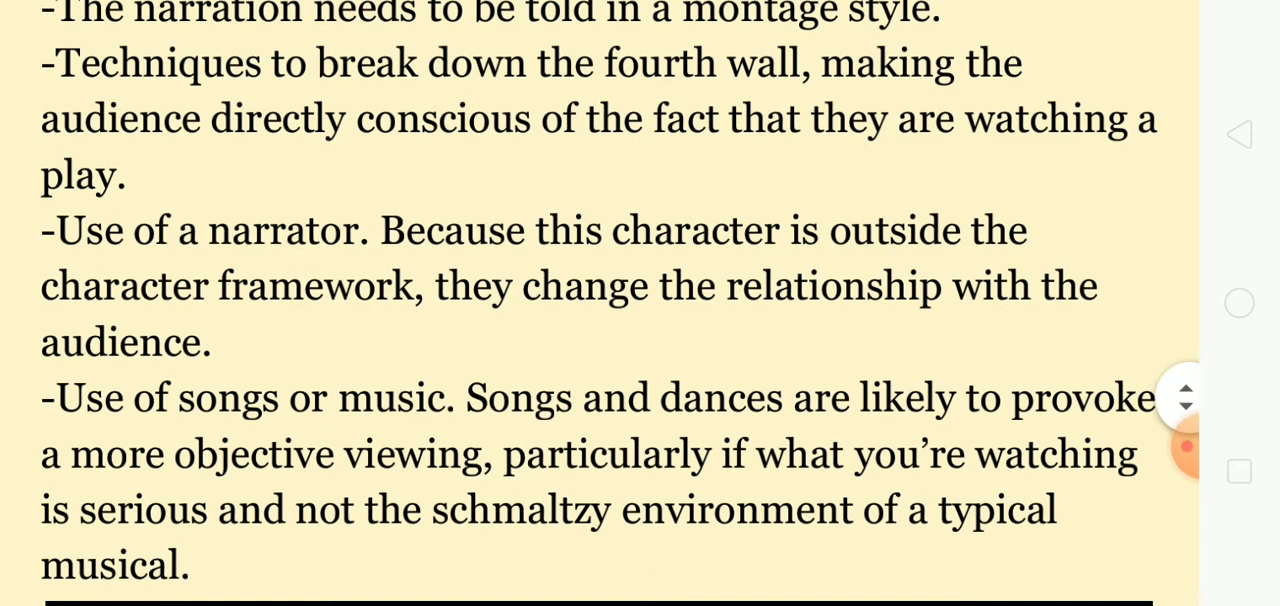 -The narration needs to be told in a montage style.
-Techniques to break down the fourth wall, making the
audience directly conscious of the fact that they are watching a
play.
-Use of a narrator. Because this character is outside the
character framework, they change the relationship with the
audience.
-Use of songs or music. Songs and dances are likely to provoke
a more objective viewing, particularly if what you’re watching
is serious and not the schmaltzy environment of a typical
musical.